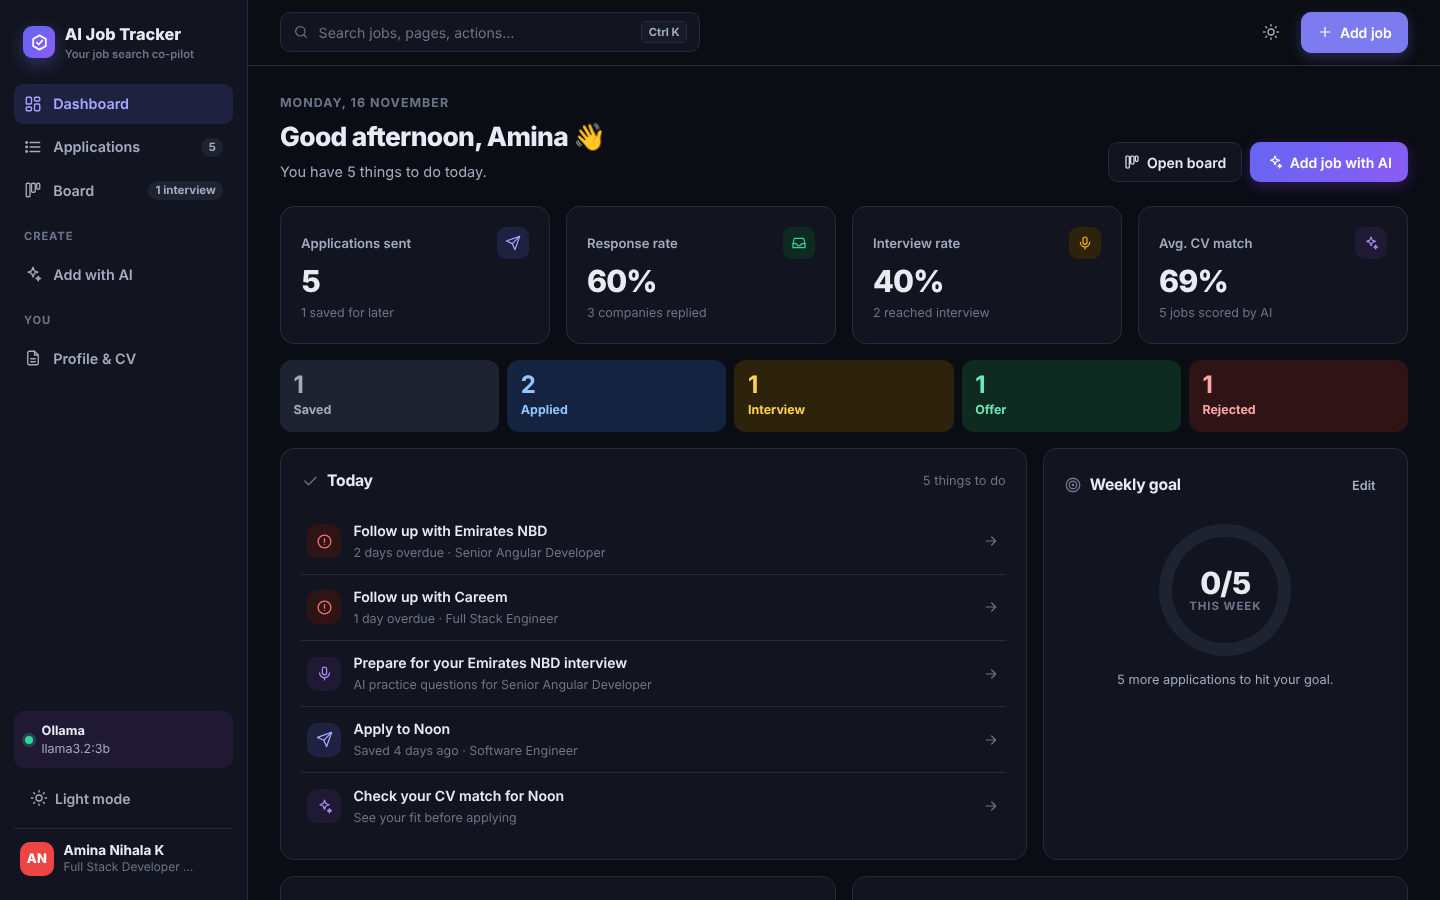 AI Job Tracker
Your job search co-pilot
Dashboard
Applications 5
Board 1 interview
CREATE
Add with AI
YOU
Profile & CV
Ollama
llama3.2:3b
Light mode
AN
Amina Nihala K
Full Stack Developer ...
Search jobs, pages, actions... Ctrl K
Add job
MONDAY, 16 NOVEMBER
Good afternoon, Amina 👋
You have 5 things to do today.
Open board
Add job with AI
Applications sent
5
1 saved for later
Response rate
60%
3 companies replied
Interview rate
40%
2 reached interview
Avg. CV match
69%
5 jobs scored by AI
1
Saved
2
Applied
1
Interview
1
Offer
1
Rejected
Today 5 things to do
Follow up with Emirates NBD
2 days overdue · Senior Angular Developer
Follow up with Careem
1 day overdue · Full Stack Engineer
Prepare for your Emirates NBD interview
AI practice questions for Senior Angular Developer
Apply to Noon
Saved 4 days ago · Software Engineer
Check your CV match for Noon
See your fit before applying
Weekly goal Edit
0/5
THIS WEEK
5 more applications to hit your goal.